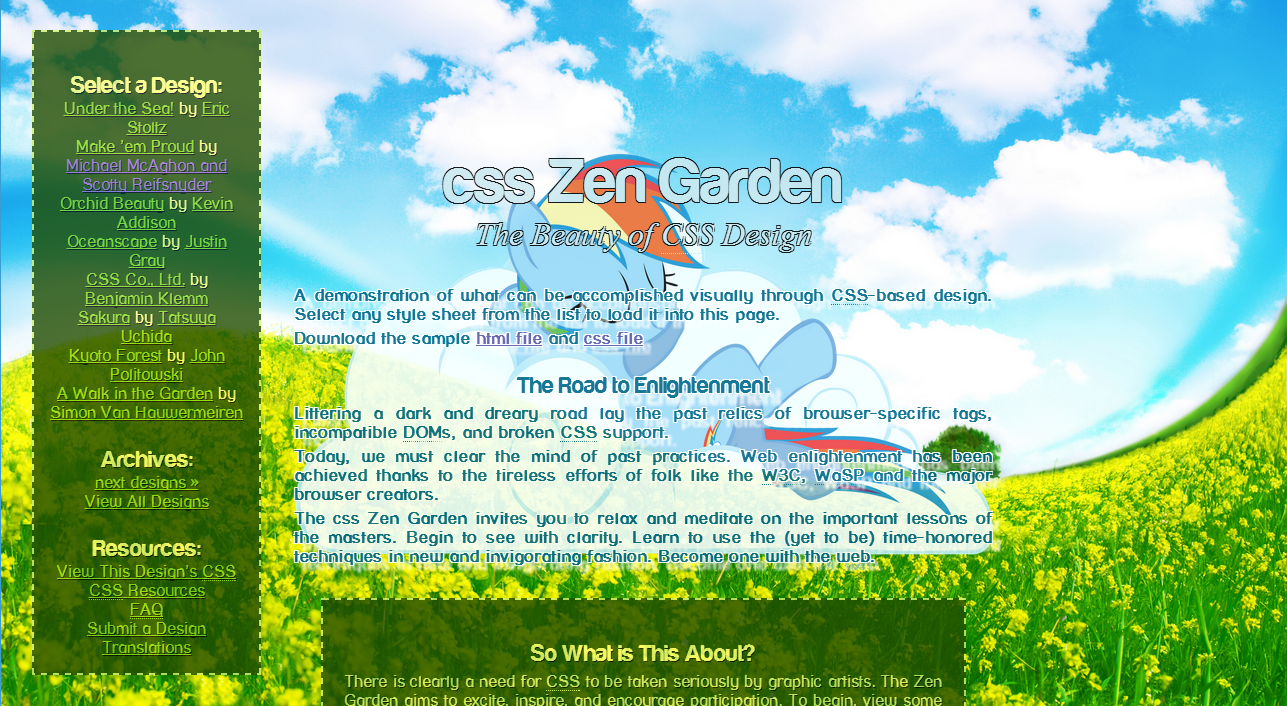 Select a Design:
Under the Sea! by Eric
Stoltz
Make 'em Proud by
Michael McAghon and
Scotty Reifsnyder
Orchid Beauty by Kevin
Addison
Oceanscape by Justin
Gray
CSS Co., Ltd. by
Benjamin Klemm
Sakura by Tatsuya
Uchida
Kyoto Forest by John
Politowski
A Walk in the Garden by
Simon Van Hauwermeiren
Archives:
next designs »
View All Designs
Resources:
View This Design's CSS
CSS Resources
FAQ
Submit a Design
Translations
css Zen Garden
The Beauty of CSS Design
A demonstration of what can be accomplished visually through CSS-based design.
Select any style sheet from the list to load it into this page.
Download the sample html file and css file
The Road to Enlightenment
Littering a dark and dreary road lay the past relics of browser-specific tags,
incompatible DOMs, and broken CSS support.
Today, we must clear the mind of past practices. Web enlightenment has been
achieved thanks to the tireless efforts of folk like the W3C, WaSP and the major
browser creators.
The css Zen Garden invites you to relax and meditate on the important lessons of
the masters. Begin to see with clarity. Learn to use the (yet to be) time-honored
techniques in new and invigorating fashion. Become one with the web.
So What is This About?
There is clearly a need for CSS to be taken seriously by graphic artists. The Zen
Garden aims to excite, inspire, and encourage participation. To begin, view some